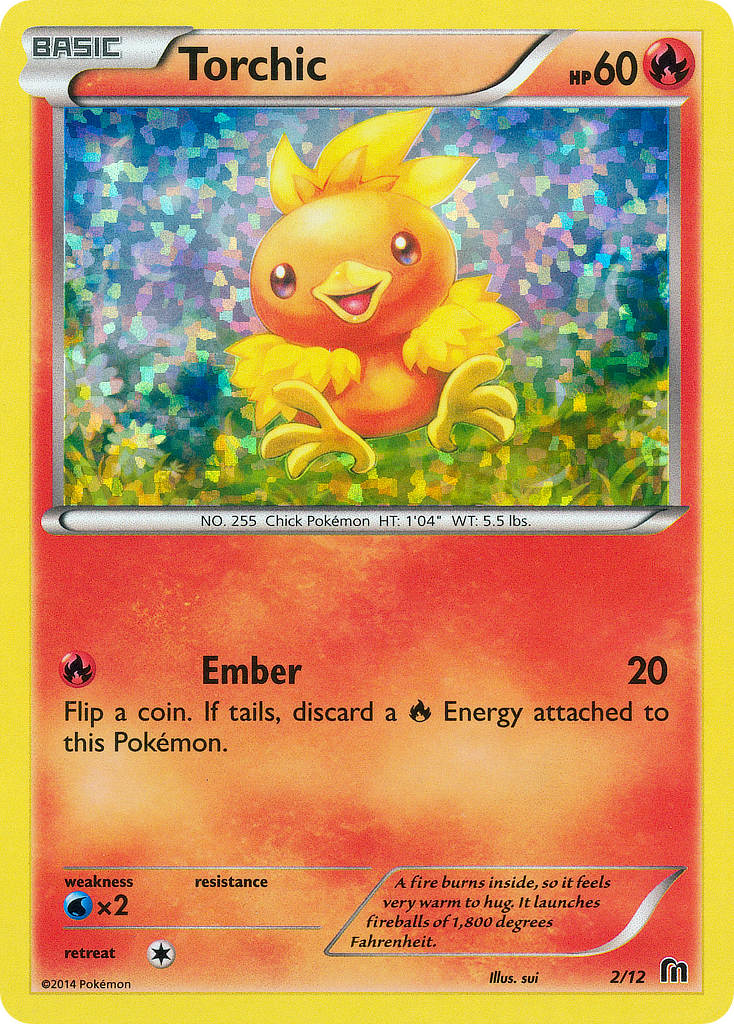 BASIC
Torchic
HP60
NO. 255 Chick Pokémon HT: 1'04" WT: 5.5 lbs.
Ember 20
Flip a coin. If tails, discard a Energy attached to
this Pokémon.
weakness resistance
×2
retreat
A fire burns inside, so it feels
very warm to hug. It launches
fireballs of 1,800 degrees
Fahrenheit.
©2014 Pokémon
Illus. sui
2/12
m